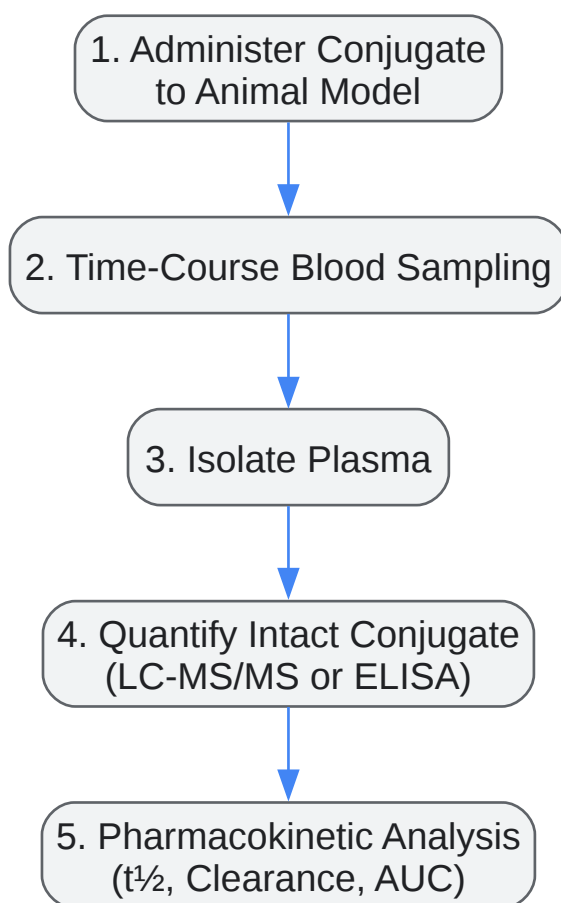 1. Administer Conjugate
to Animal Model
2. Time-Course Blood Sampling
3. Isolate Plasma
4. Quantify Intact Conjugate
(LC-MS/MS or ELISA)
5. Pharmacokinetic Analysis
(t½, Clearance, AUC)